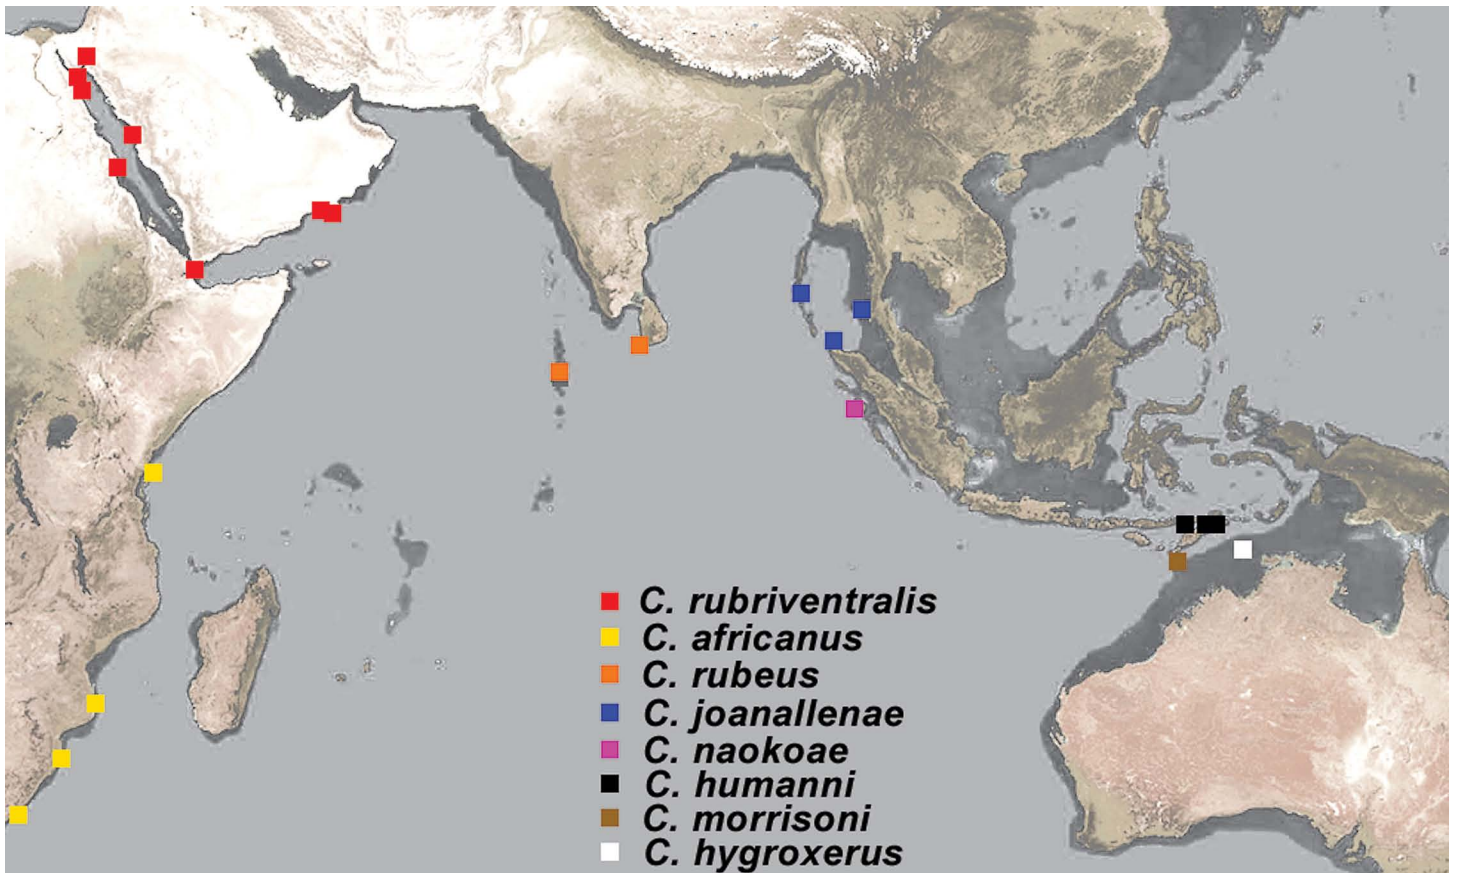 C. rubriventralis
C. africanus
C. rubeus
C. joanallenae
C. naokoae
C. humanni
C. morrisoni
C. hygroxerus